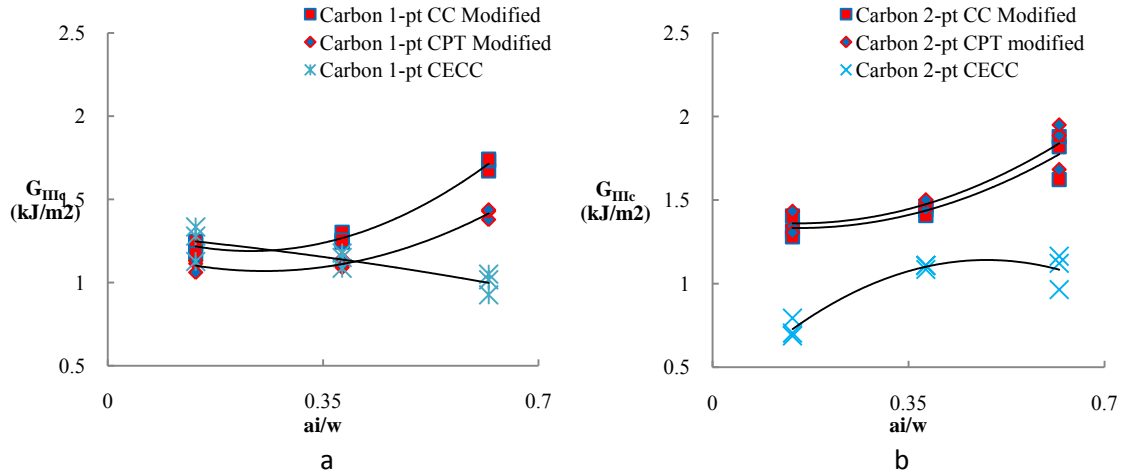 Carbon 1-pt CC Modified
Carbon 1-pt CPT Modified
Carbon 1-pt CECC
2.5
2
1.5
1
0.5
G_IIIq
(kJ/m2)
0
0.35
0.7
ai/w
a
Carbon 2-pt CC Modified
Carbon 2-pt CPT modified
Carbon 2-pt CECC
2.5
2
1.5
1
0.5
G_IIIc
(kJ/m2)
0
0.35
0.7
ai/w
b